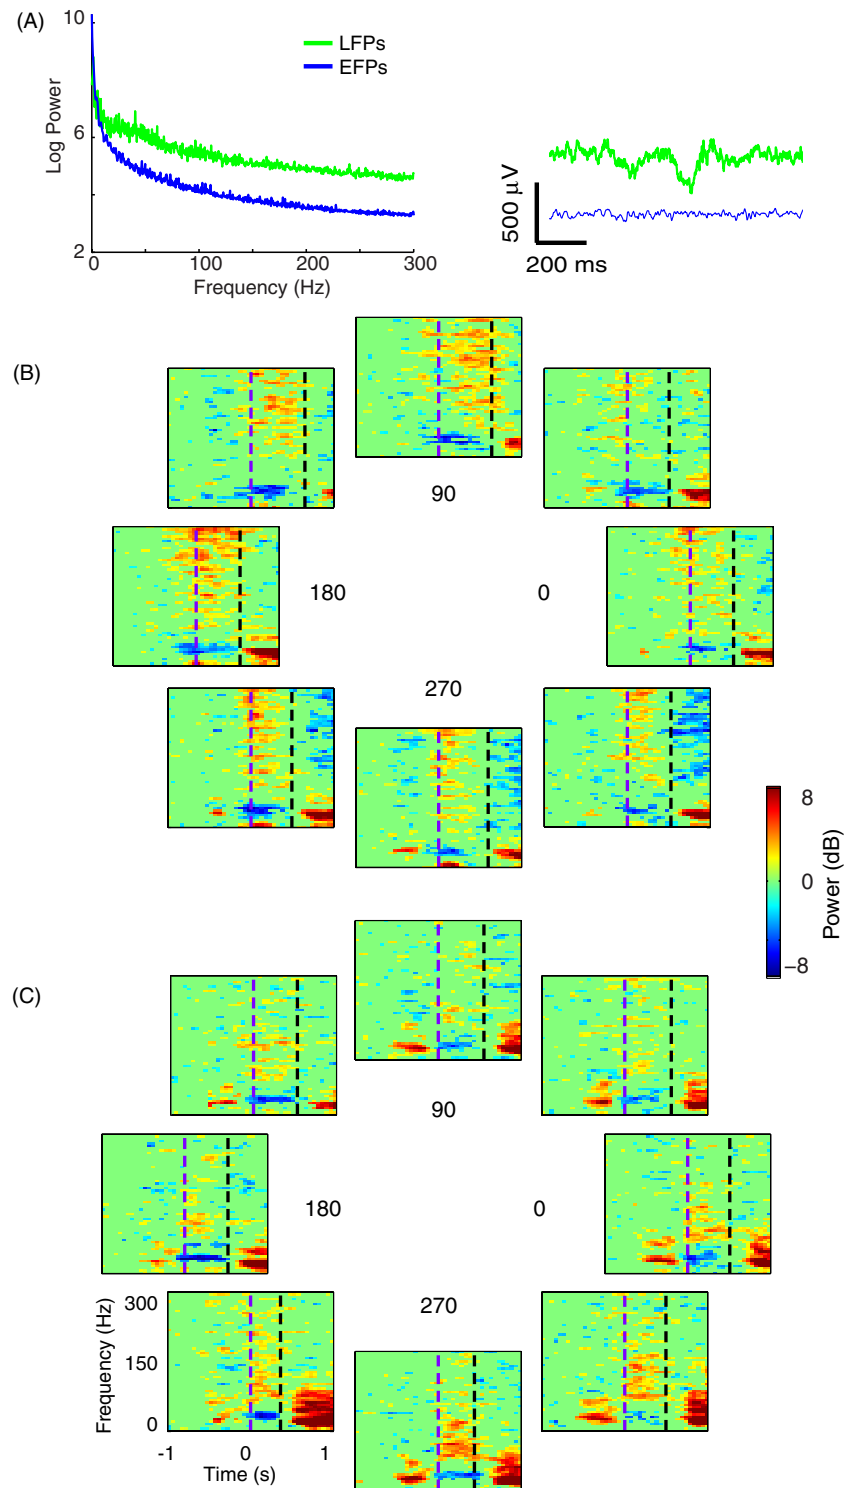 (A)
10
6
2
Log Power
LFPs
EFPs
0
100
200
300
Frequency (Hz)
500 μV
200 ms
(B)
90
180
0
270
8
0
−8
Power (dB)
(C)
90
180
0
270
300
150
0
Frequency (Hz)
-1
0
1
Time (s)